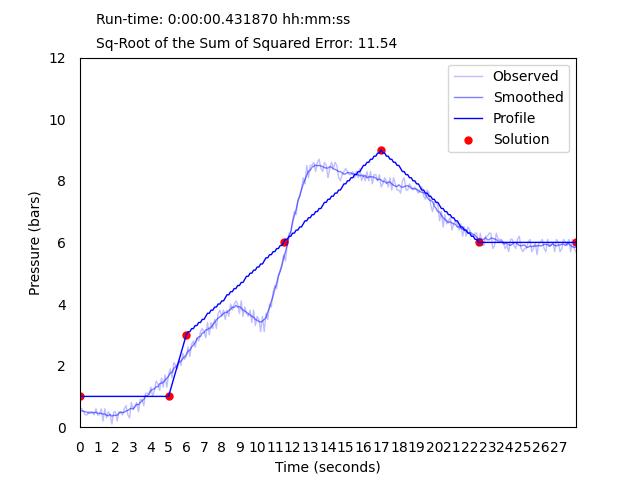 Run-time: 0:00:00.431870 hh:mm:ss
Sq-Root of the Sum of Squared Error: 11.54
12
10
8
6
4
2
0
Pressure (bars)
Observed
Smoothed
Profile
Solution
0 1 2 3 4 5 6 7 8 9 10 11 12 13 14 15 16 17 18 19 20 21 22 23 24 25 26 27
Time (seconds)